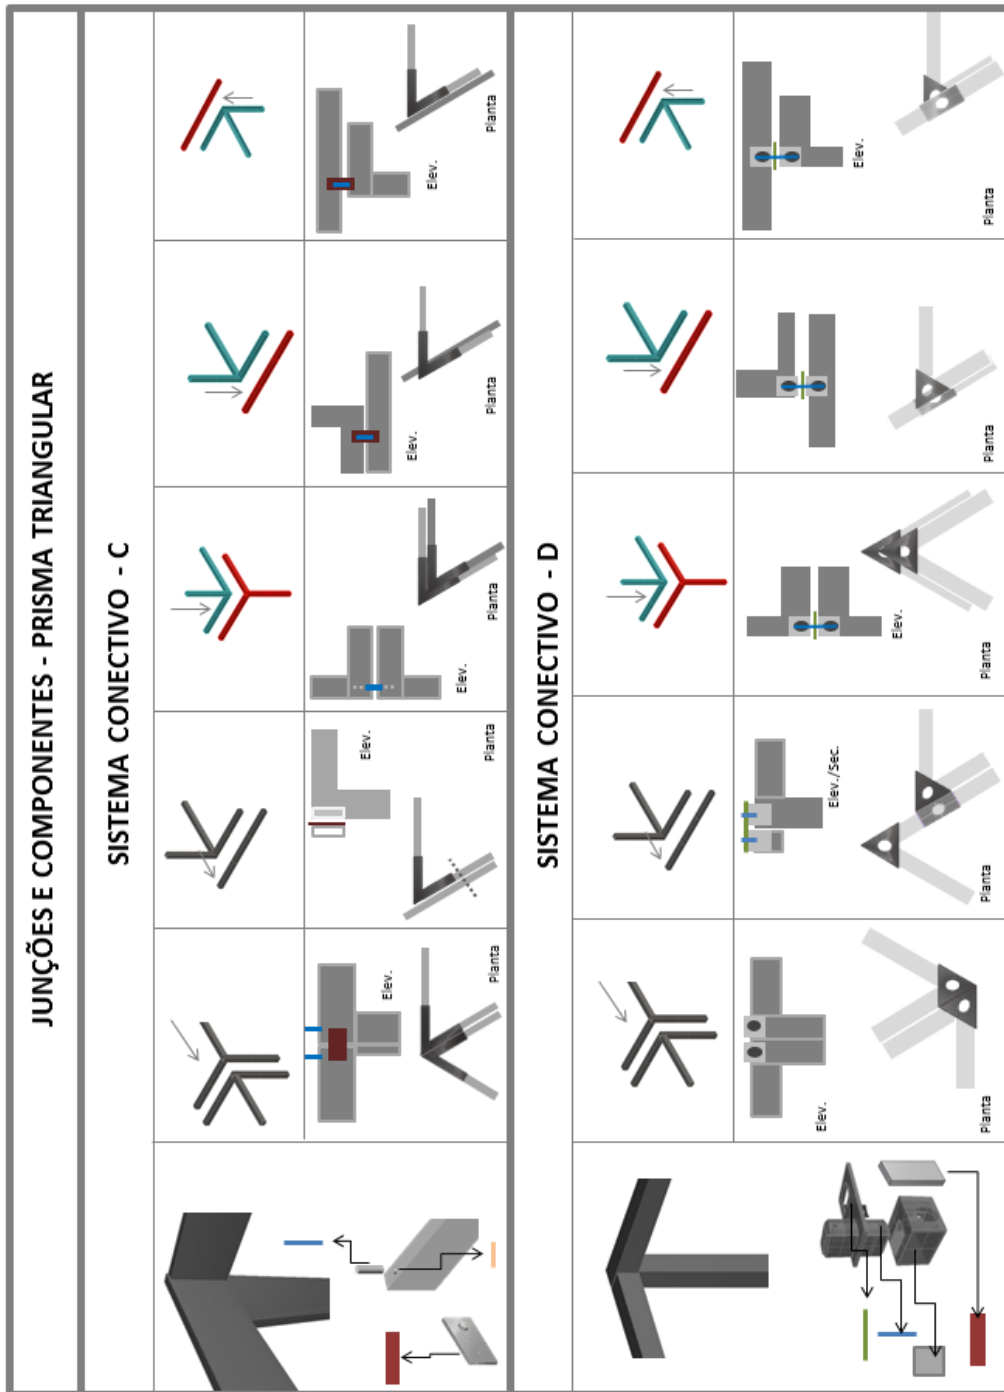 JUNÇÕES E COMPONENTES - PRISMA TRIANGULAR
SISTEMA CONECTIVO - C
Elev.
Planta
Elev.
Planta
Elev.
Planta
Elev.
Planta
Elev.
Planta
SISTEMA CONECTIVO - D
Elev.
Planta
Elev./Sec.
Planta
Elev.
Planta
Elev.
Planta
Elev.
Planta